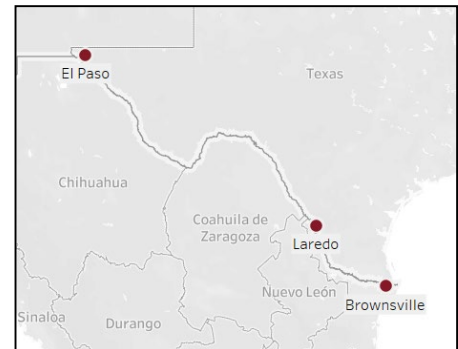 El Paso
Texas
Chihuahua
Coahuila de
Zaragoza
Laredo
Nuevo León
Brownsville
Sinaloa
Durango